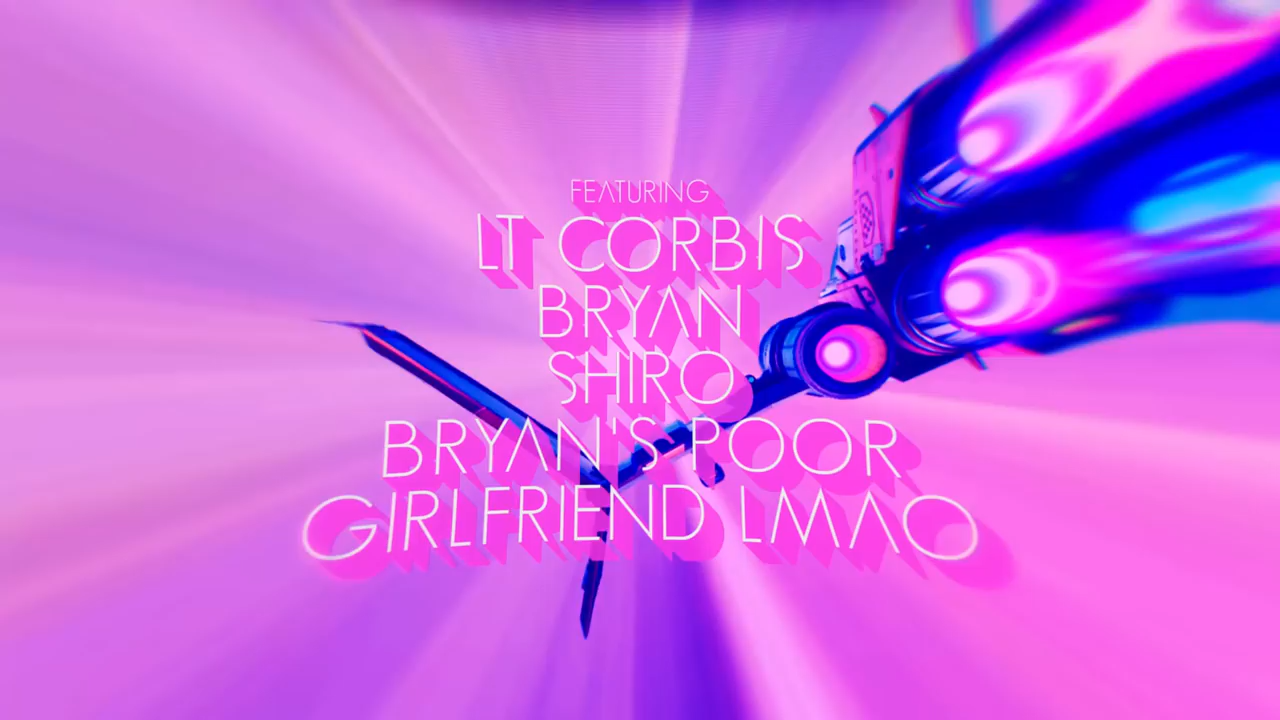 FEATURING
LT CORBIS
BRYAN
SHIRO
BRYAN'S POOR
GIRLFRIEND LMAO